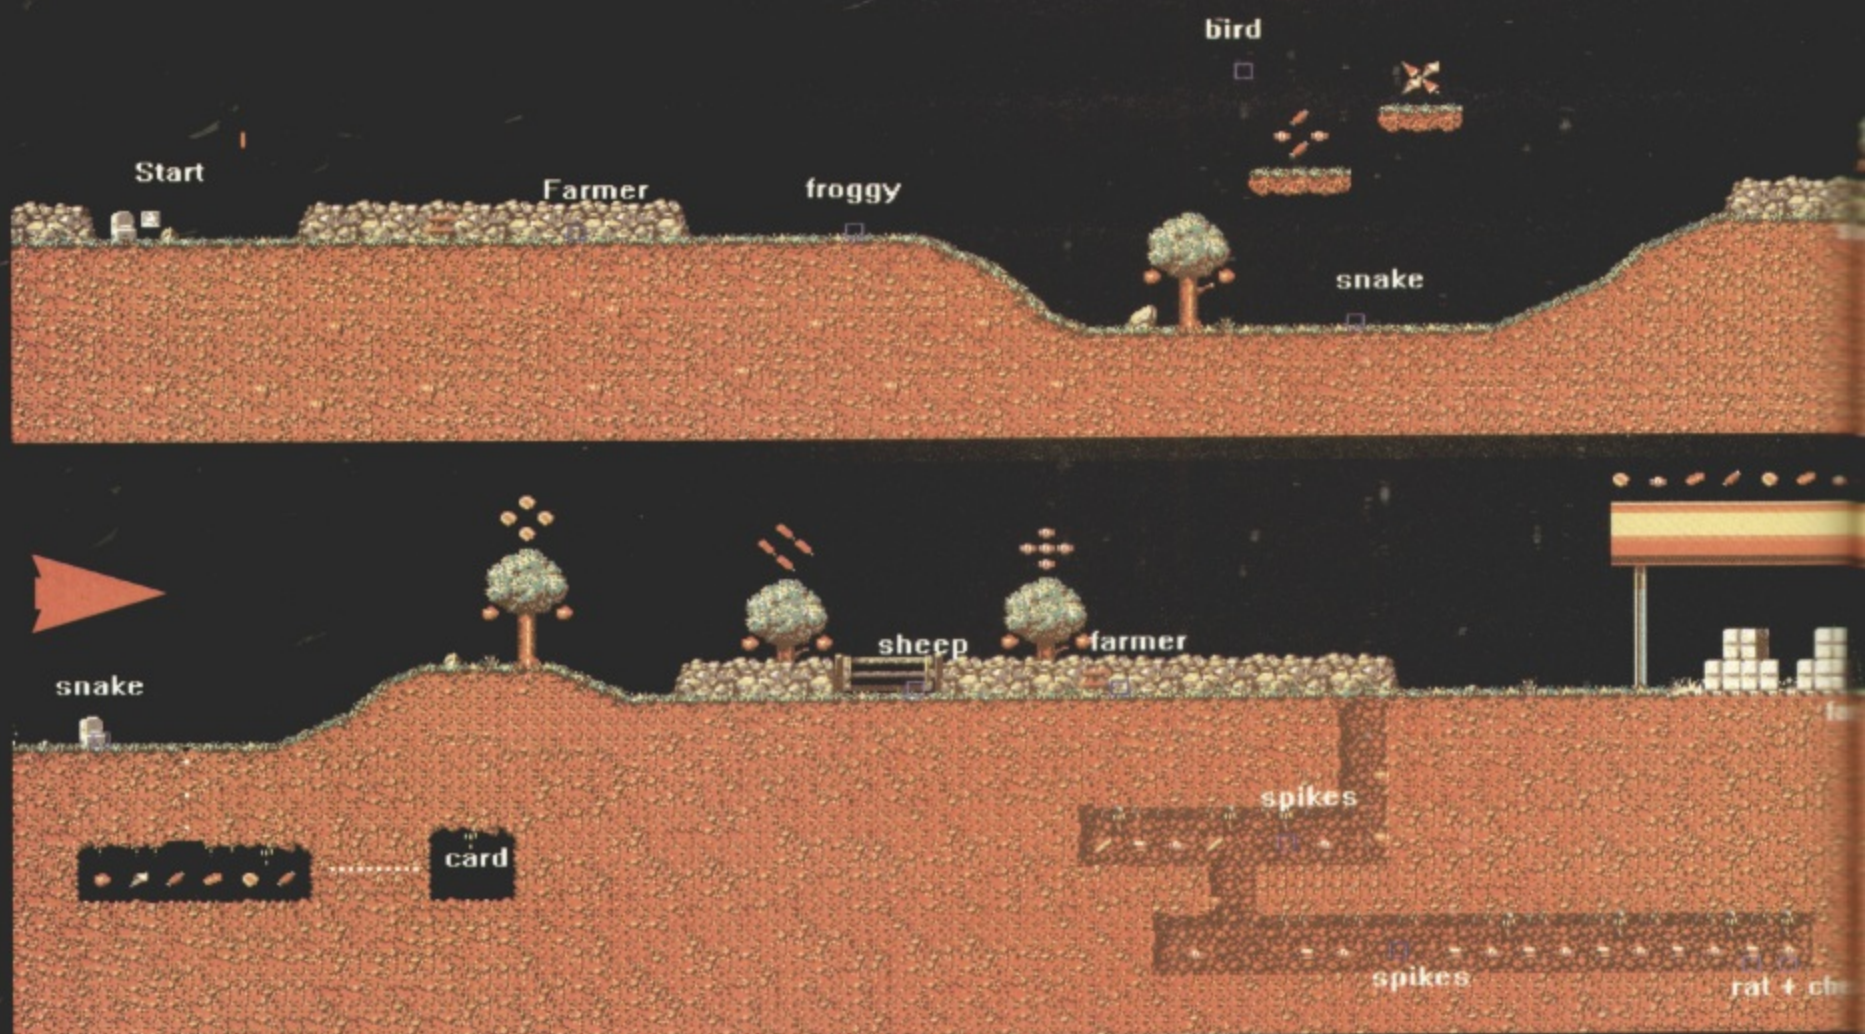 bird
Start
Farmer
froggy
snake
sheep
farmer
snake
spikes
card
spikes
rat +